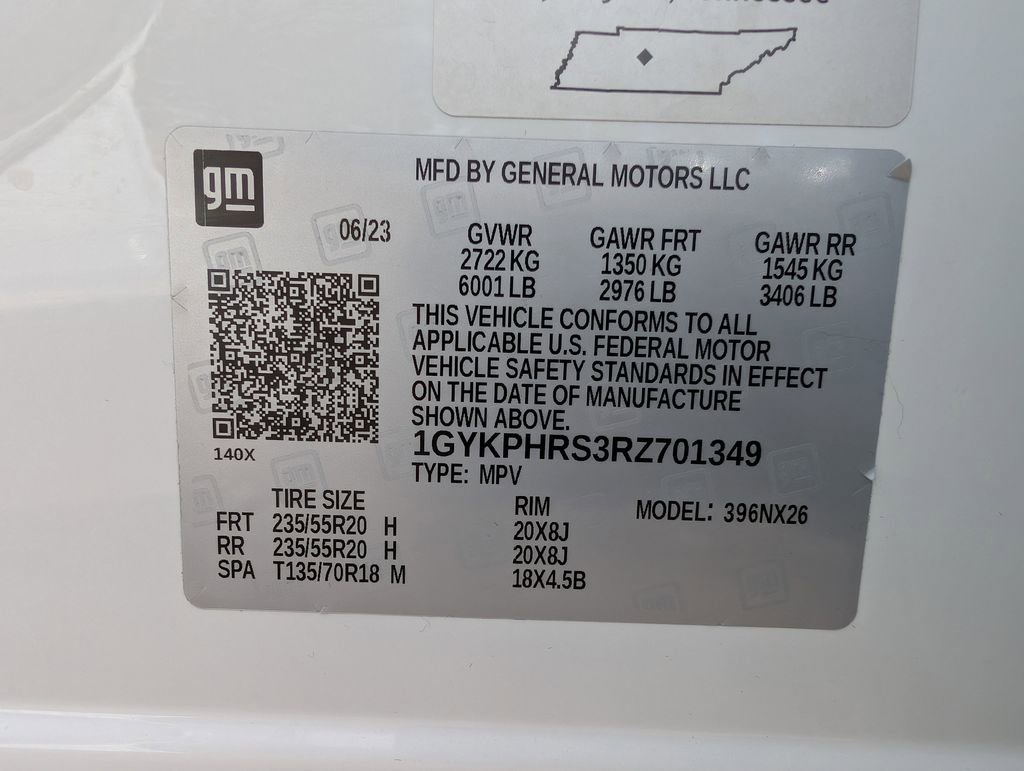 gm
MFD BY GENERAL MOTORS LLC
06/23
GVWR GAWR FRT GAWR RR
2722 KG 1350 KG 1545 KG
6001 LB 2976 LB 3406 LB
THIS VEHICLE CONFORMS TO ALL
APPLICABLE U.S. FEDERAL MOTOR
VEHICLE SAFETY STANDARDS IN EFFECT
ON THE DATE OF MANUFACTURE
SHOWN ABOVE.
140X
1GYKPHRS3RZ701349
TYPE: MPV
TIRE SIZE RIM MODEL: 396NX26
FRT 235/55R20 H 20X8J
RR 235/55R20 H 20X8J
SPA T135/70R18 M 18X4.5B